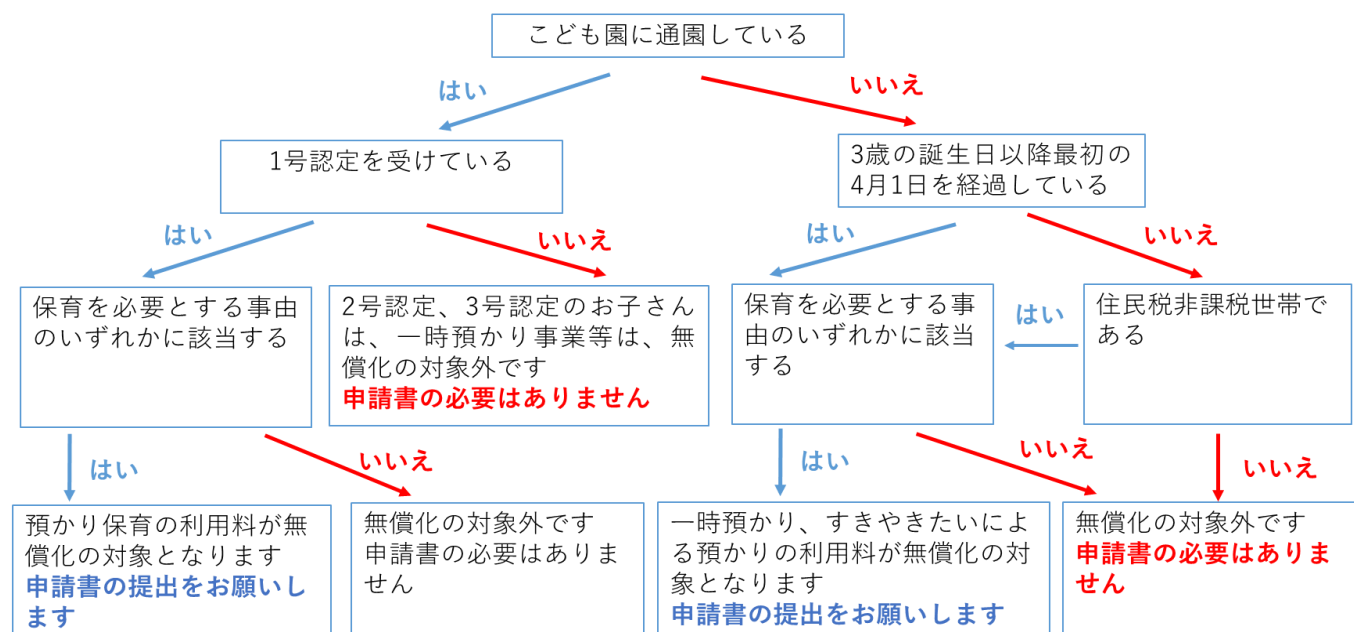 こども園に通園している
はい
いいえ
1号認定を受けている
3歳の誕生日以降最初の
4月1日を経過している
はい
いいえ
はい
いいえ
保育を必要とする事由
のいずれかに該当する
2号認定、3号認定のお子さん
は、一時預かり事業等は、無
償化の対象外です
申請書の必要はありません
保育を必要とする事
由のいずれかに該当
する
はい
住民税非課税世帯で
ある
はい
いいえ
はい
いいえ
いいえ
預かり保育の利用料が無
償化の対象となります
申請書の提出をお願いし
ます
無償化の対象外です
申請書の必要はありま
せん
一時預かり、すきやきたいによ
る預かりの利用料が無償化の対
象となります
申請書の提出をお願いします
無償化の対象外です
申請書の必要はありま
せん